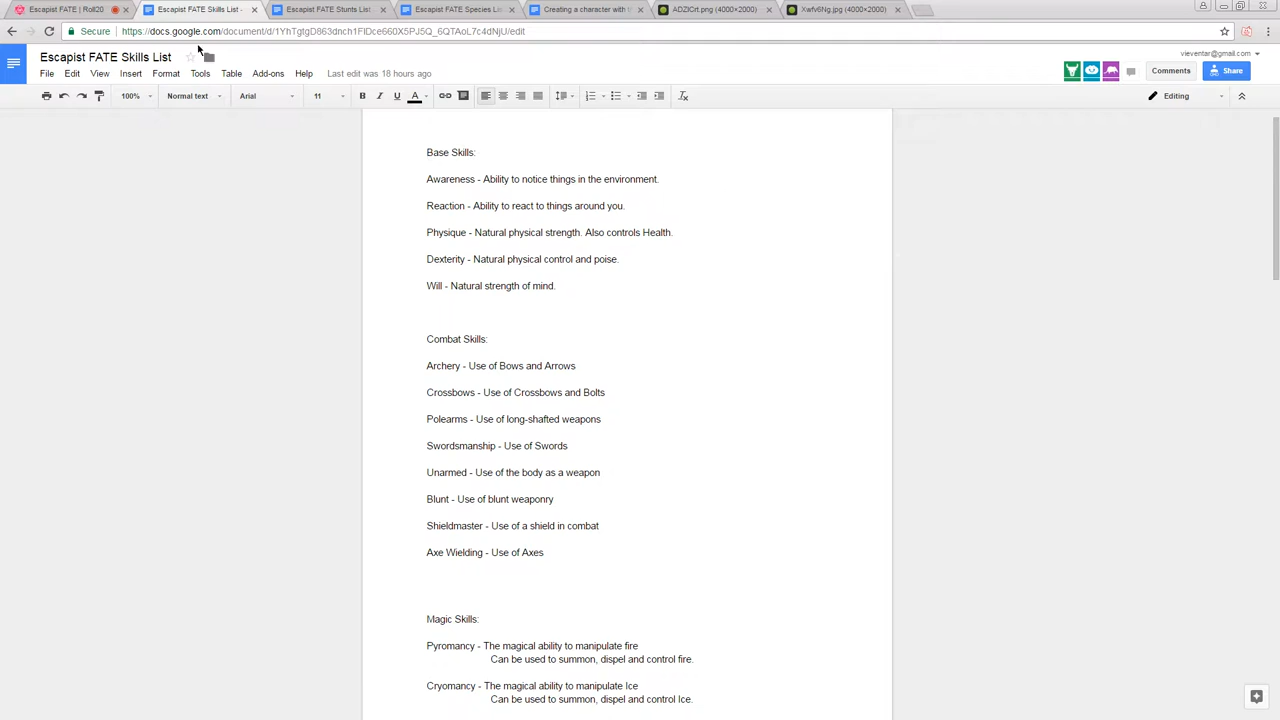 Escapist FATE | Roll20
Escapist FATE Skills List -
Escapist FATE Stunts List
Escapist FATE Species Lis
Creating a character with t
ADZICrt.png (4000×2000)
Xwfv6Ng.jpg (4000×2000)
Secure
https://docs.google.com/document/d/1YhTgtgD863dnch1FlDce660X5PJ5Q_6QTAoL7c4dNjU/edit
Escapist FATE Skills List
vieventar@gmail.com
File Edit View Insert Format Tools Table Add-ons Help Last edit was 18 hours ago
Comments
Share
100% Normal text Arial 11 B I U A Editing
Base Skills:
Awareness - Ability to notice things in the environment.
Reaction - Ability to react to things around you.
Physique - Natural physical strength. Also controls Health.
Dexterity - Natural physical control and poise.
Will - Natural strength of mind.
Combat Skills:
Archery - Use of Bows and Arrows
Crossbows - Use of Crossbows and Bolts
Polearms - Use of long-shafted weapons
Swordsmanship - Use of Swords
Unarmed - Use of the body as a weapon
Blunt - Use of blunt weaponry
Shieldmaster - Use of a shield in combat
Axe Wielding - Use of Axes
Magic Skills:
Pyromancy - The magical ability to manipulate fire
Can be used to summon, dispel and control fire.
Cryomancy - The magical ability to manipulate Ice
Can be used to summon, dispel and control Ice.